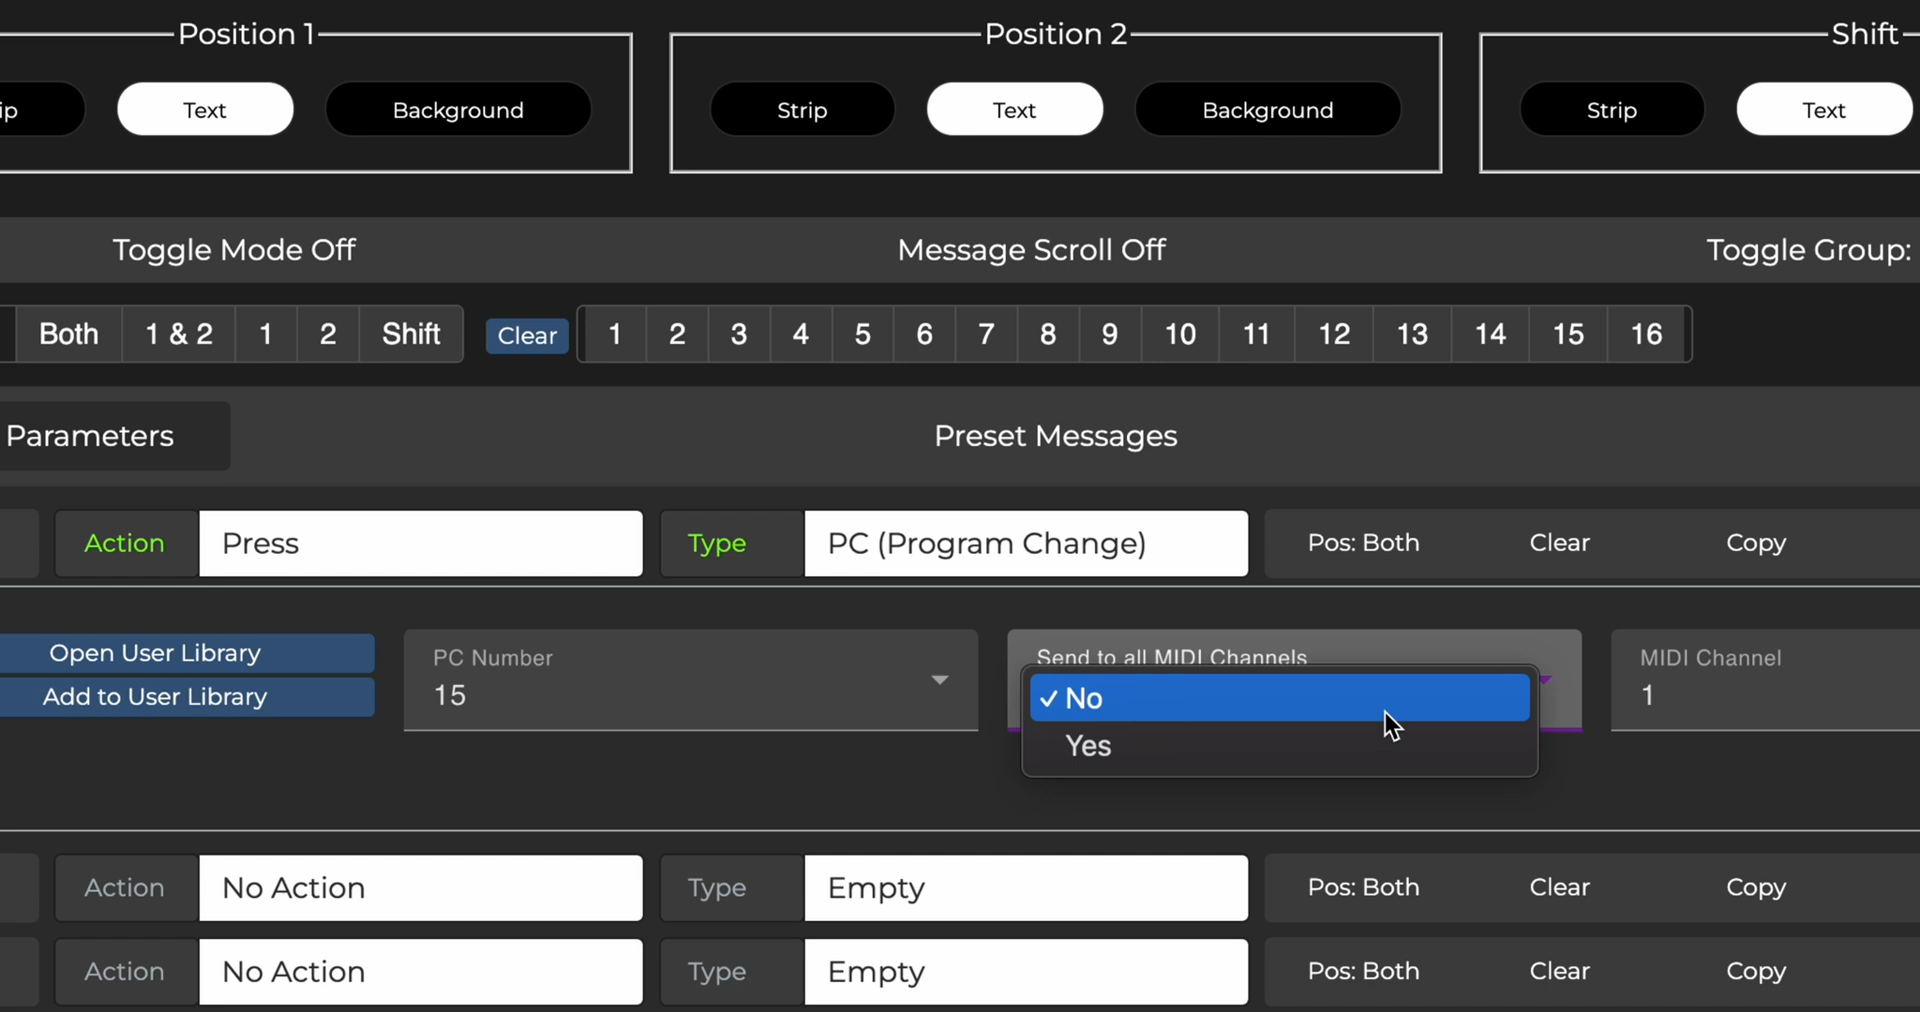 Position 1
Position 2
Shift
ip
Text
Background
Strip
Text
Background
Strip
Text
Toggle Mode Off
Message Scroll Off
Toggle Group:
Both 1 & 2 1 2 Shift Clear 1 2 3 4 5 6 7 8 9 10 11 12 13 14 15 16
Parameters
Preset Messages
Action Press Type PC (Program Change) Pos: Both Clear Copy
Open User Library
Add to User Library
PC Number
15
Send to all MIDI Channels
✓ No
Yes
MIDI Channel
1
Action No Action Type Empty Pos: Both Clear Copy
Action No Action Type Empty Pos: Both Clear Copy